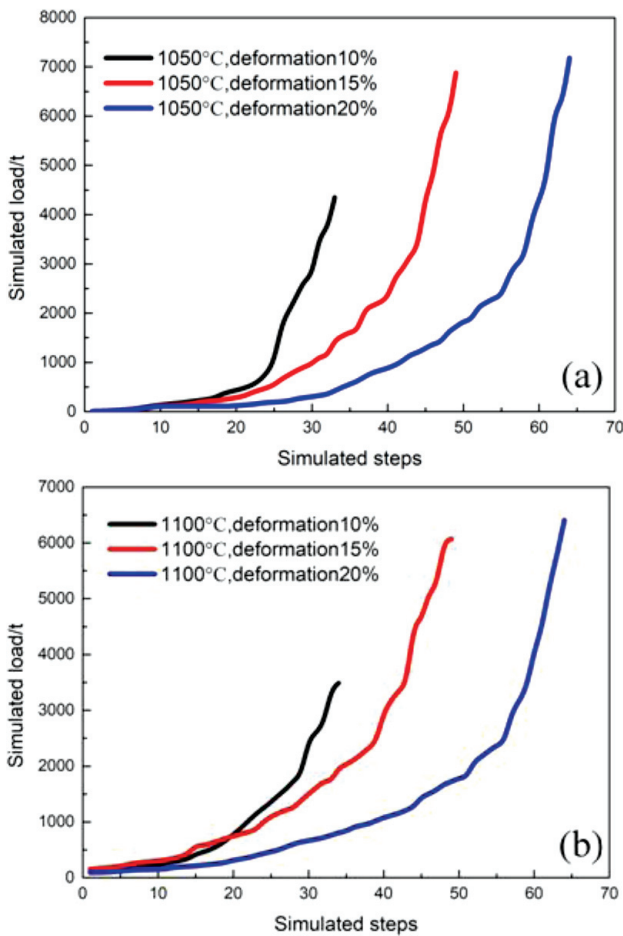 8000
7000
6000
5000
4000
3000
2000
1000
0
Simulated load/t
1050°C,deformation10%
1050°C,deformation15%
1050°C,deformation20%
(a)
0 10 20 30 40 50 60 70
Simulated steps
7000
6000
5000
4000
3000
2000
1000
0
Simulated load/t
1100°C,deformation10%
1100°C,deformation15%
1100°C,deformation20%
(b)
0 10 20 30 40 50 60 70
Simulated steps